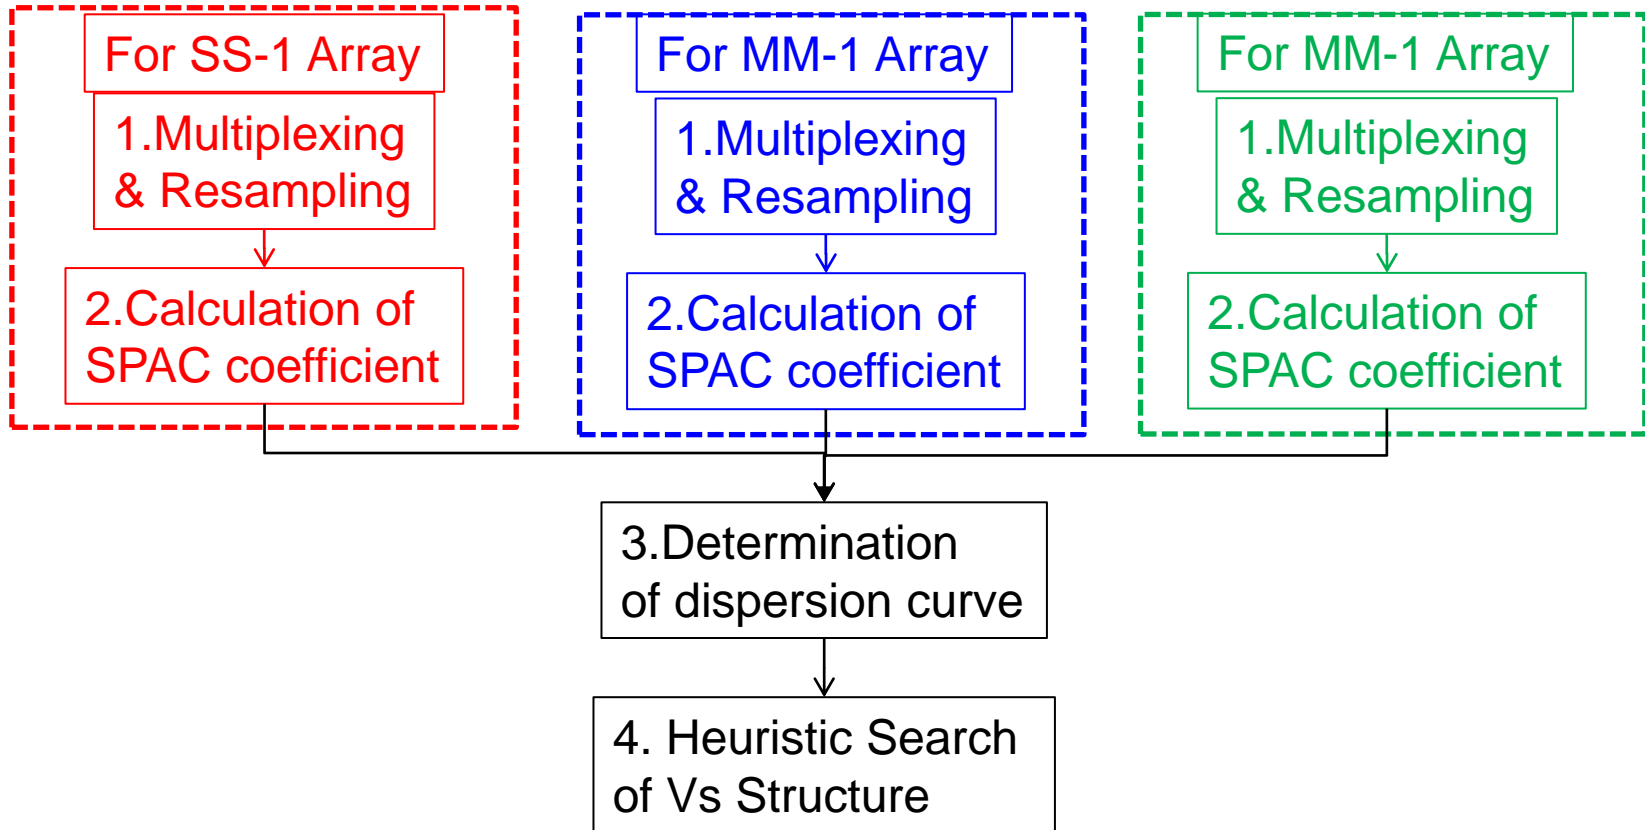 For SS-1 Array
1.Multiplexing
& Resampling
2.Calculation of
SPAC coefficient
For MM-1 Array
1.Multiplexing
& Resampling
2.Calculation of
SPAC coefficient
For MM-1 Array
1.Multiplexing
& Resampling
2.Calculation of
SPAC coefficient
3.Determination
of dispersion curve
4. Heuristic Search
of Vs Structure